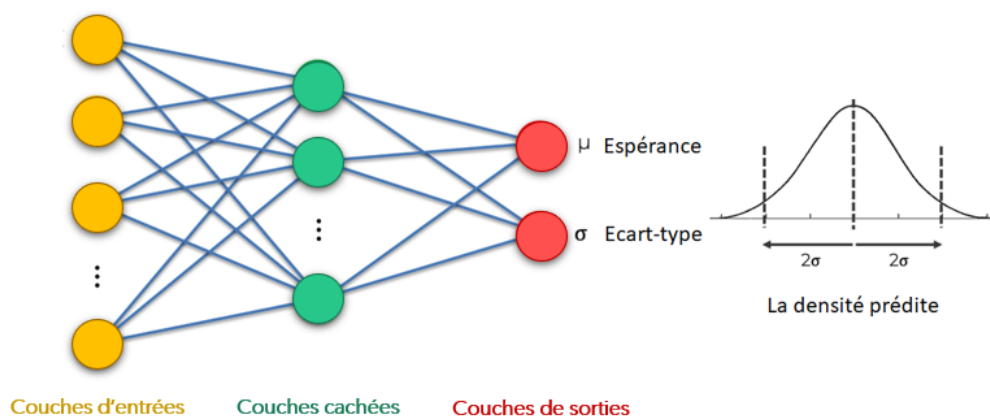 μ Espérance
σ Ecart-type
2σ 2σ
La densité prédite
Couches d'entrées Couches cachées Couches de sorties